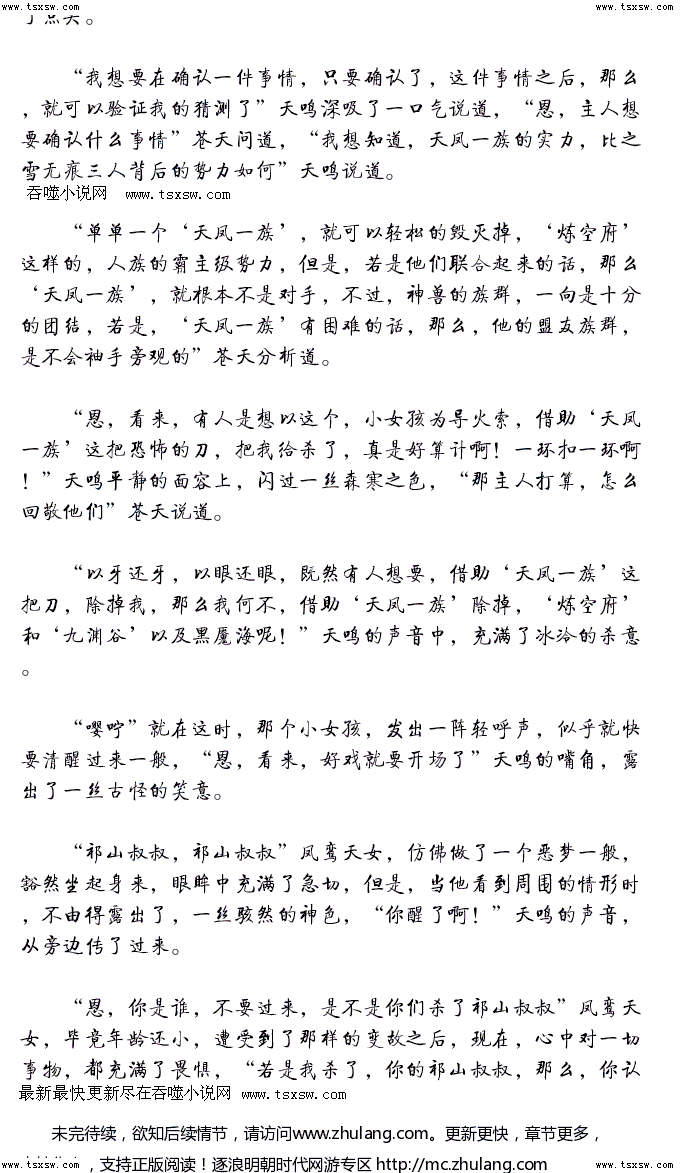 www.tsxsw.com www.tsxsw.com
了点头。
“我想要在确认一件事情，只要确认了，这件事情之后，那么
，就可以验证我的猜测了”天鸣深吸了一口气说道，“恩，主人想
要确认什么事情”苍天问道，“我想知道，天凤一族的实力，比之
雪无痕三人背后的势力如何”天鸣说道。
吞噬小说网 www.tsxsw.com
“单单一个‘天凤一族’，就可以轻松的毁灭掉，‘炼空府’
这样的，人族的霸主级势力，但是，若是他们联合起来的话，那么
‘天凤一族’，就根本不是对手，不过，神兽的族群，一向是十分
的团结，若是，‘天凤一族’有困难的话，那么，他的盟友族群，
是不会袖手旁观的”苍天分析道。
“恩，看来，有人是想以这个，小女孩为导火索，借助‘天凤
一族’这把恐怖的刀，把我给杀了，真是好算计啊！一环扣一环啊
！”天鸣平静的面容上，闪过一丝森寒之色，“那主人打算，怎么
回敬他们”苍天说道。
“以牙还牙，以眼还眼，既然有人想要，借助‘天凤一族’这
把刀，除掉我，那么我何不，借助‘天凤一族’除掉，‘炼空府’
和‘九渊谷’以及黑魇海呢！”天鸣的声音中，充满了冰冷的杀意
。
“嘤咛”就在这时，那个小女孩，发出一阵轻呼声，似乎就快
要清醒过来一般，“恩，看来，好戏就要开场了”天鸣的嘴角，露
出了一丝古怪的笑意。
“祁山叔叔，祁山叔叔”凤鸾天女，仿佛做了一个恶梦一般，
豁然坐起身来，眼眸中充满了急切，但是，当他看到周围的情形时
，不由得露出了，一丝骇然的神色，“你醒了啊！”天鸣的声音，
从旁边传了过来。
“恩，你是谁，不要过来，是不是你们杀了祁山叔叔”凤鸾天
女，毕竟年龄还小，遭受到了那样的变故之后，现在，心中对一切
事物，都充满了畏惧，“若是我杀了，你的祁山叔叔，那么，你认
最新最快更新尽在吞噬小说网 www.tsxsw.com
未完待续，欲知后续情节，请访问www.zhulang.com。更新更快，章节更多，
，支持正版阅读！逐浪明朝时代网游专区 http://mc.zhulang.com
www.tsxsw.com www.tsxsw.com